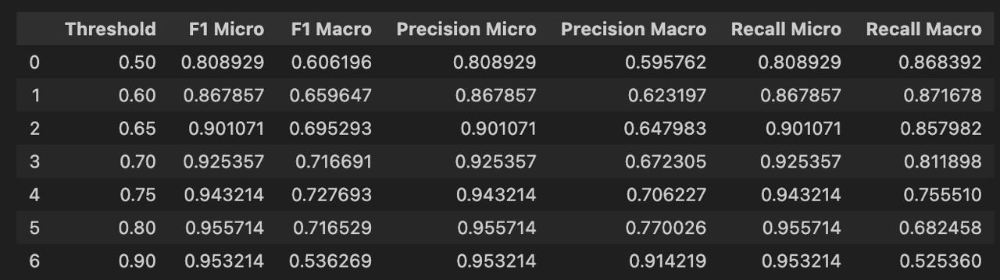 Threshold F1 Micro F1 Macro Precision Micro Precision Macro Recall Micro Recall Macro
0 0.50 0.808929 0.606196 0.808929 0.595762 0.808929 0.868392
1 0.60 0.867857 0.659647 0.867857 0.623197 0.867857 0.871678
2 0.65 0.901071 0.695293 0.901071 0.647983 0.901071 0.857982
3 0.70 0.925357 0.716691 0.925357 0.672305 0.925357 0.811898
4 0.75 0.943214 0.727693 0.943214 0.706227 0.943214 0.755510
5 0.80 0.955714 0.716529 0.955714 0.770026 0.955714 0.682458
6 0.90 0.953214 0.536269 0.953214 0.914219 0.953214 0.525360